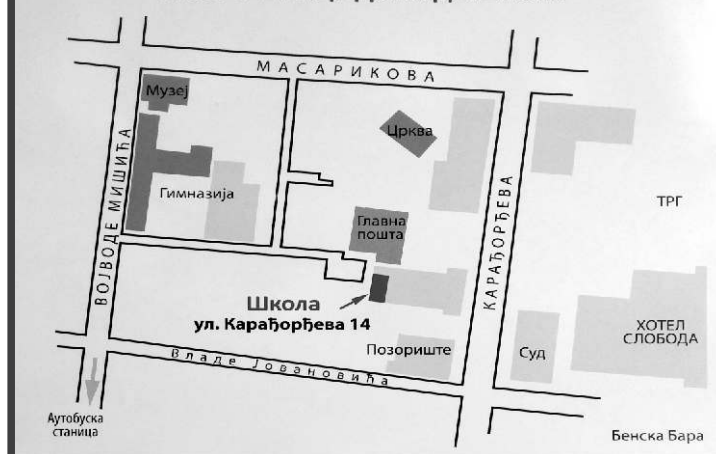 МАСАРИКОВА
Музеј
Црква
ВОЈВОДЕ МИШИЋА
Гимназија
КАРАЂОРЂЕВА
ТРГ
Главна
пошта
Школа
ул. Карађорђева 14
ХОТЕЛ
СЛОБОДА
Позориште
Суд
Владе Јовановића
Аутобуска
станица
Бенска Бара